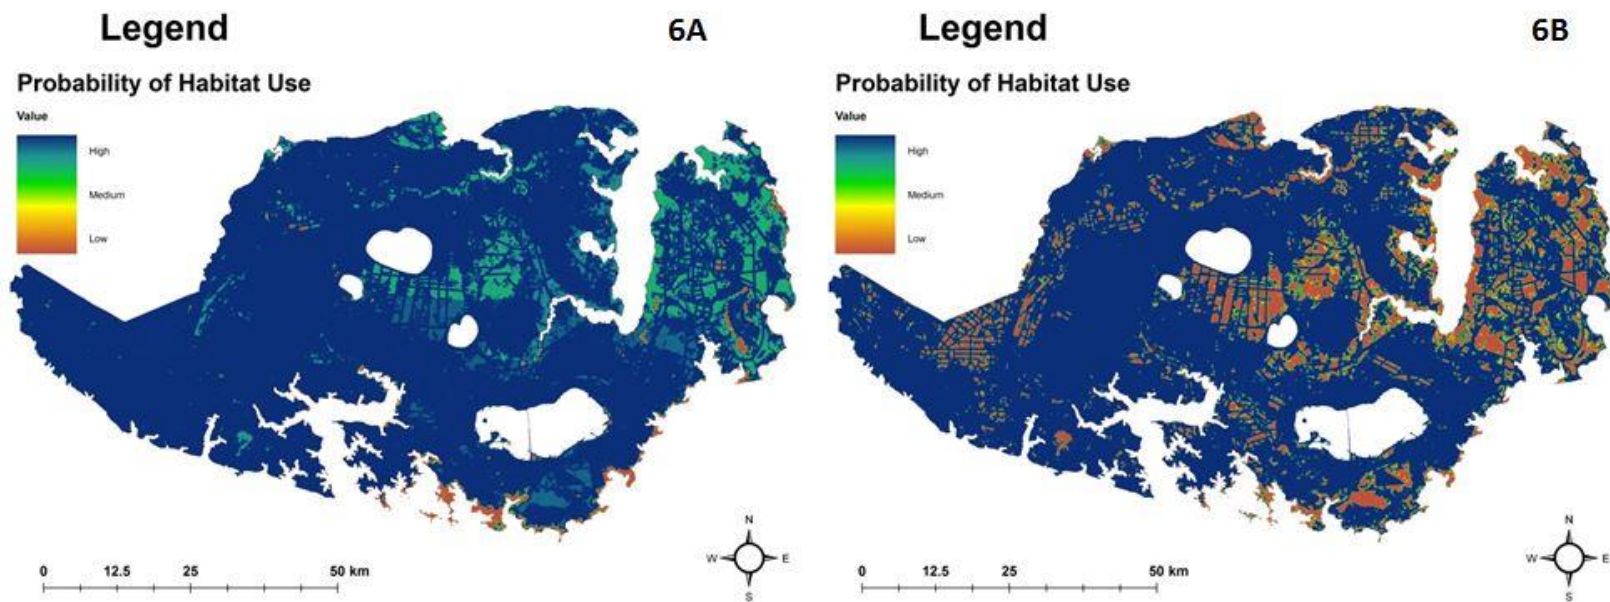 Legend
6A
Probability of Habitat Use
Value
High
Medium
Low
N
W E
S
0 12.5 25 50 km
Legend
6B
Probability of Habitat Use
Value
High
Medium
Low
N
W E
S
0 12.5 25 50 km